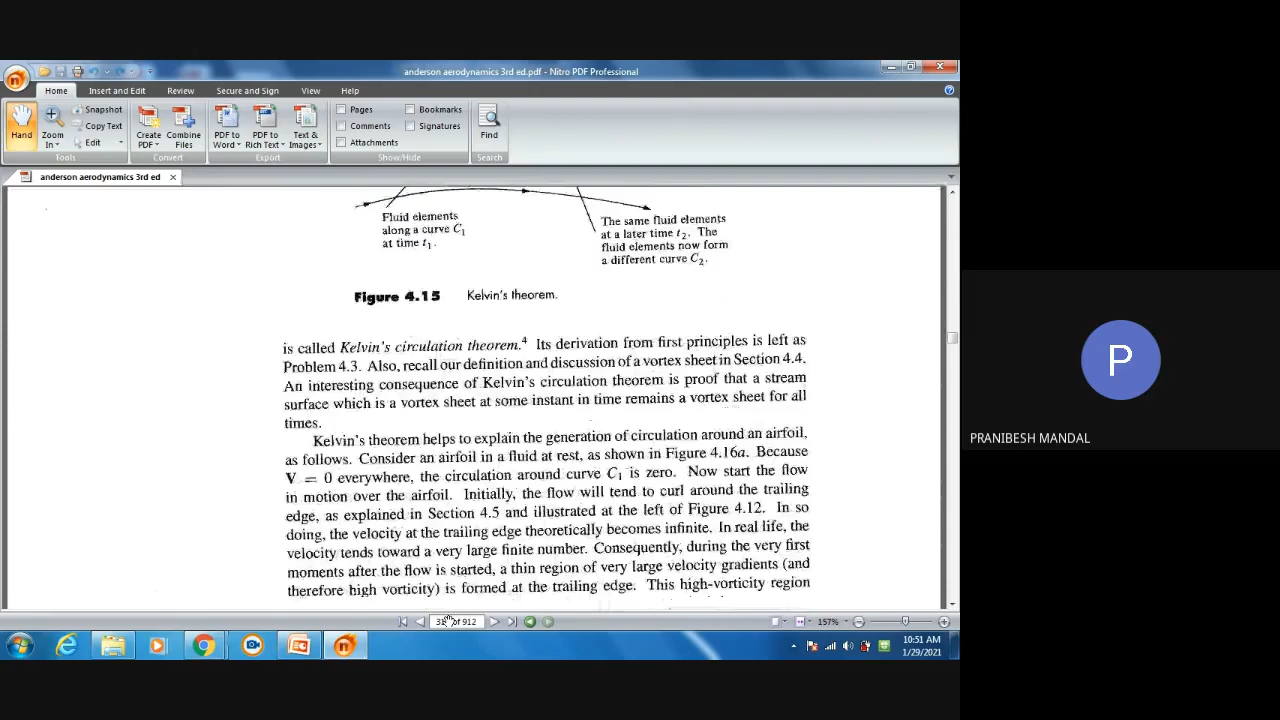 anderson aerodynamics 3rd ed.pdf - Nitro PDF Professional
Home Insert and Edit Review Secure and Sign View Help
Hand
Zoom In
Snapshot
Copy Text
Edit
Tools
Create PDF
Combine Files
Convert
PDF to Word
PDF to Rich Text
Text & Images
Export
Pages
Comments
Attachments
Bookmarks
Signatures
Show/Hide
Find
Search
anderson aerodynamics 3rd ed
Fluid elements
along a curve C1
at time t1.
The same fluid elements
at a later time t2. The
fluid elements now form
a different curve C2.
Figure 4.15 Kelvin's theorem.
is called Kelvin's circulation theorem.4 Its derivation from first principles is left as
Problem 4.3. Also, recall our definition and discussion of a vortex sheet in Section 4.4.
An interesting consequence of Kelvin's circulation theorem is proof that a stream
surface which is a vortex sheet at some instant in time remains a vortex sheet for all
times.
Kelvin's theorem helps to explain the generation of circulation around an airfoil,
as follows. Consider an airfoil in a fluid at rest, as shown in Figure 4.16a. Because
V = 0 everywhere, the circulation around curve C1 is zero. Now start the flow
in motion over the airfoil. Initially, the flow will tend to curl around the trailing
edge, as explained in Section 4.5 and illustrated at the left of Figure 4.12. In so
doing, the velocity at the trailing edge theoretically becomes infinite. In real life, the
velocity tends toward a very large finite number. Consequently, during the very first
moments after the flow is started, a thin region of very large velocity gradients (and
therefore high vorticity) is formed at the trailing edge. This high-vorticity region
of 912
157%
10:51 AM
1/29/2021
P
PRANIBESH MANDAL